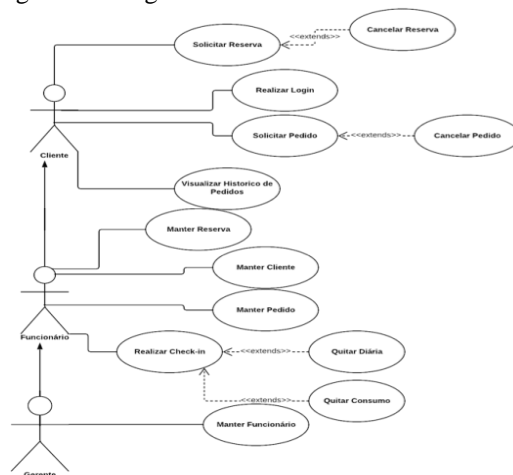 Cancelar Reserva
<<extends>>
Solicitar Reserva
Realizar Login
Solicitar Pedido
<<extends>>
Cancelar Pedido
Cliente
Visualizar Historico de
Pedidos
Manter Reserva
Manter Cliente
Manter Pedido
Funcionário
Realizar Check-in
<<extends>>
Quitar Diária
<<extends>>
Quitar Consumo
Manter Funcionário
Gerente